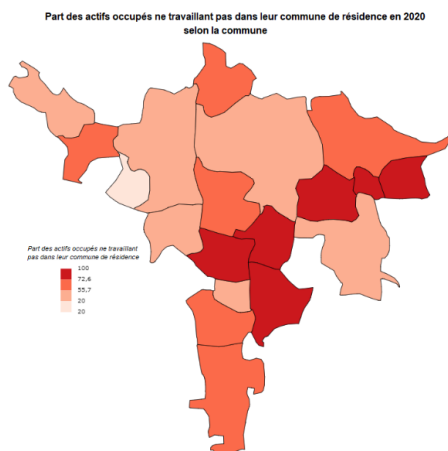 Part des actifs occupés ne travaillant pas dans leur commune de résidence en 2020
selon la commune
Part des actifs occupés ne travaillant
pas dans leur commune de résidence
100
72,6
55,7
20
20